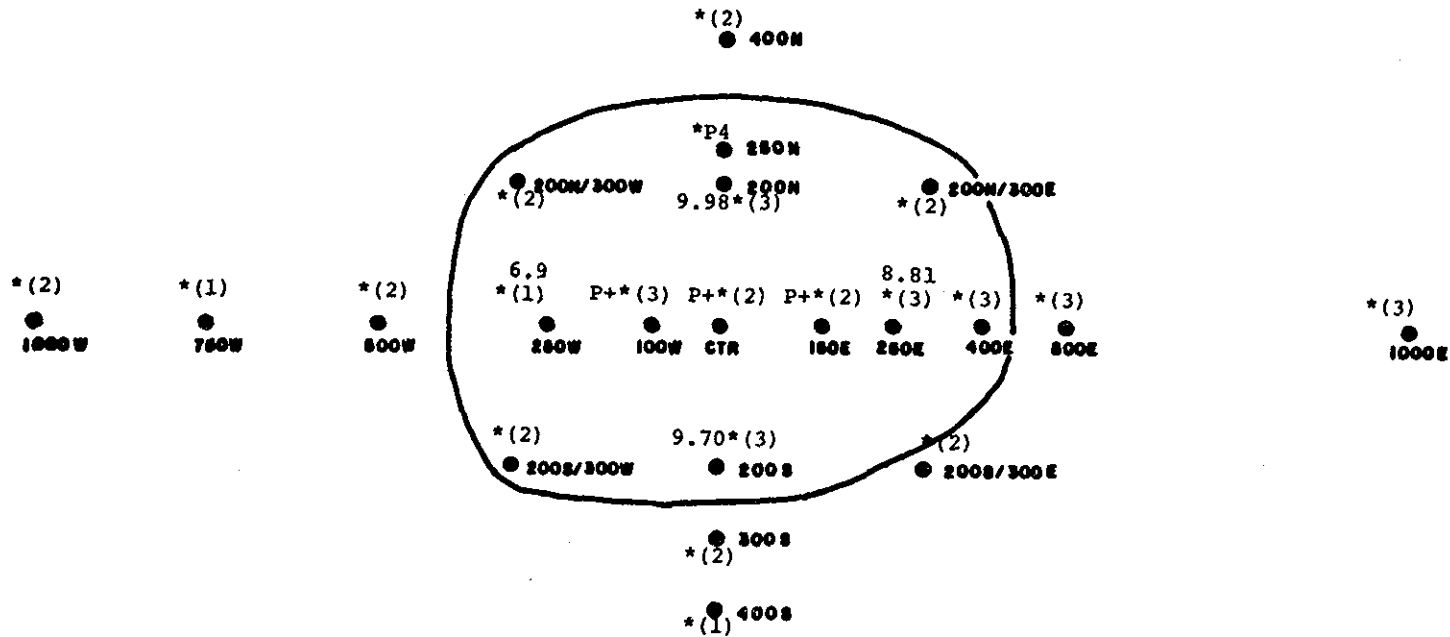 *(2)
400N
*P4
250N
200N/300W 200N 200N/300E
*(2) 9.98*(3) *(2)
6.9 8.81
*(2) *(1) *(2) *(1) P+*(3) P+*(2) P+*(2) *(3) *(3) *(3) *(3)
1000W 750W 500W 250W 100W CTR 150E 250E 400E 500E 1000E
*(2) 9.70*(3) *(2)
200S/300W 200S 200S/300E
300S
*(2)
400S
*(1)